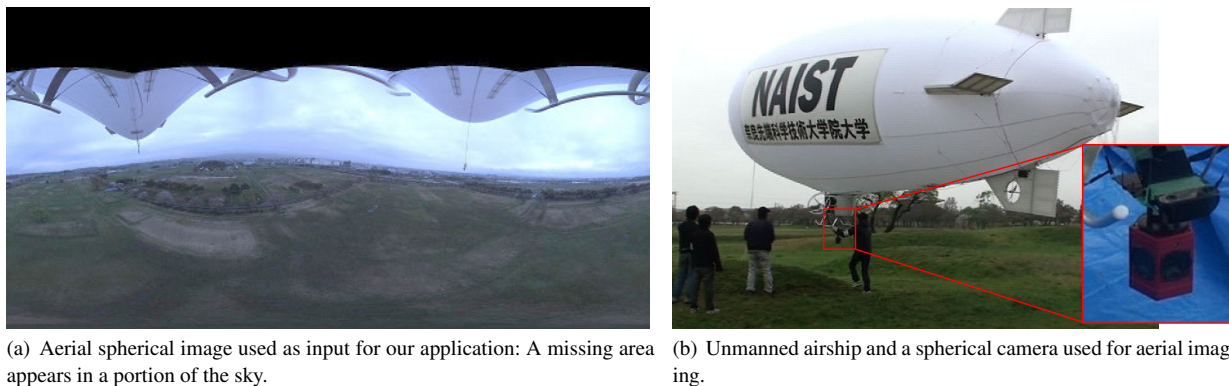 NAIST
奈良先端科学技術大学院大学
(a) Aerial spherical image used as input for our application: A missing area
appears in a portion of the sky.
(b) Unmanned airship and a spherical camera used for aerial imag-
ing.